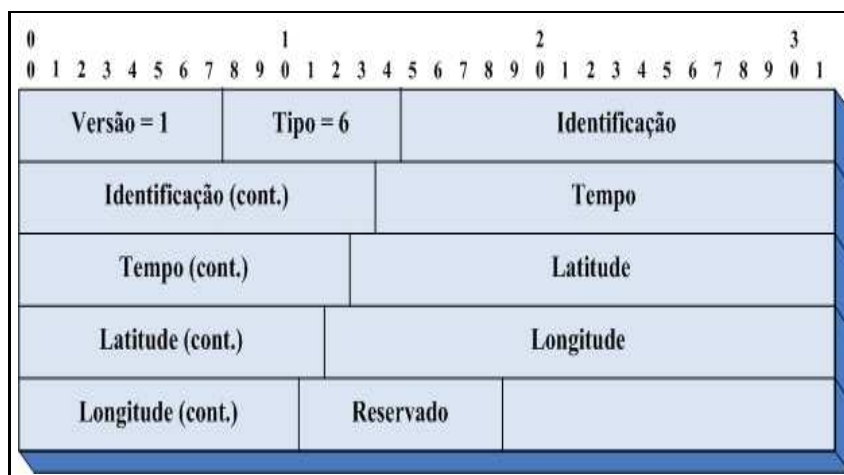 0 1 2 3
0 1 2 3 4 5 6 7 8 9 0 1 2 3 4 5 6 7 8 9 0 1 2 3 4 5 6 7 8 9 0 1
Versão = 1 Tipo = 6 Identificação
Identificação (cont.) Tempo
Tempo (cont.) Latitude
Latitude (cont.) Longitude
Longitude (cont.) Reservado